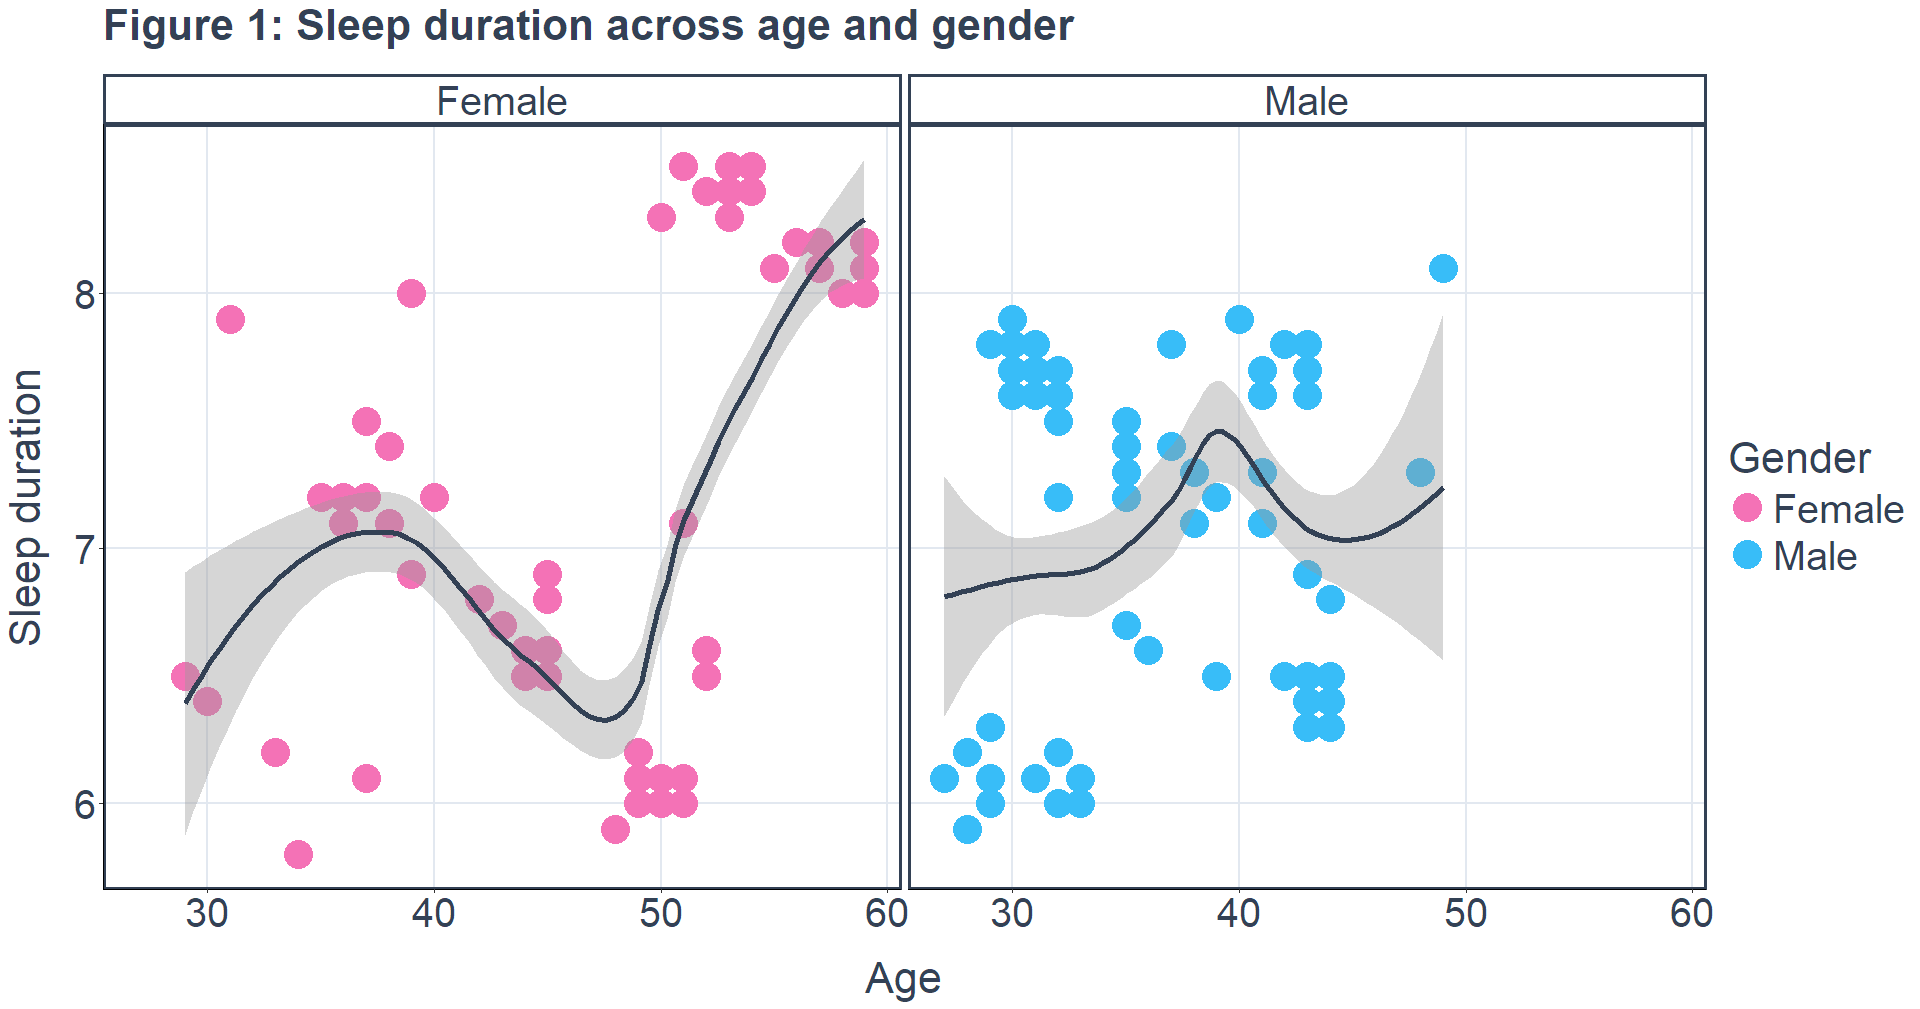 Figure 1: Sleep duration across age and gender
Female
Male
Sleep duration
8
7
6
30
40
50
60
30
40
50
60
Age
Gender
Female
Male